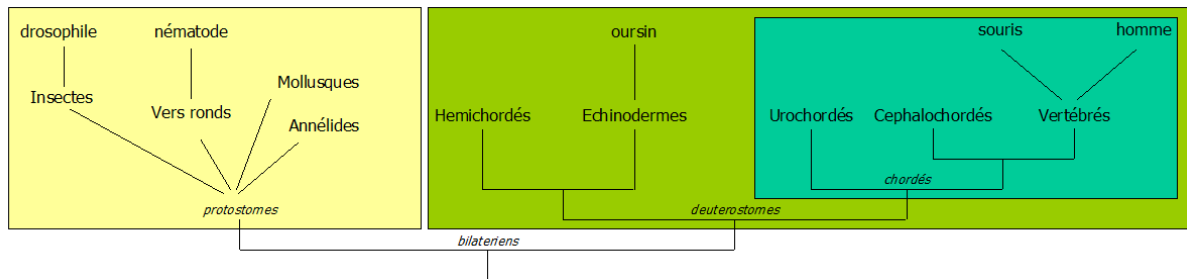 drosophile
nématode
oursin
souris
homme
Insectes
Vers ronds
Mollusques
Annélides
Hemichordés
Echinodermes
Urochordés
Cephalochordés
Vertébrés
chordés
protostomes
deuterostomes
bilateriens